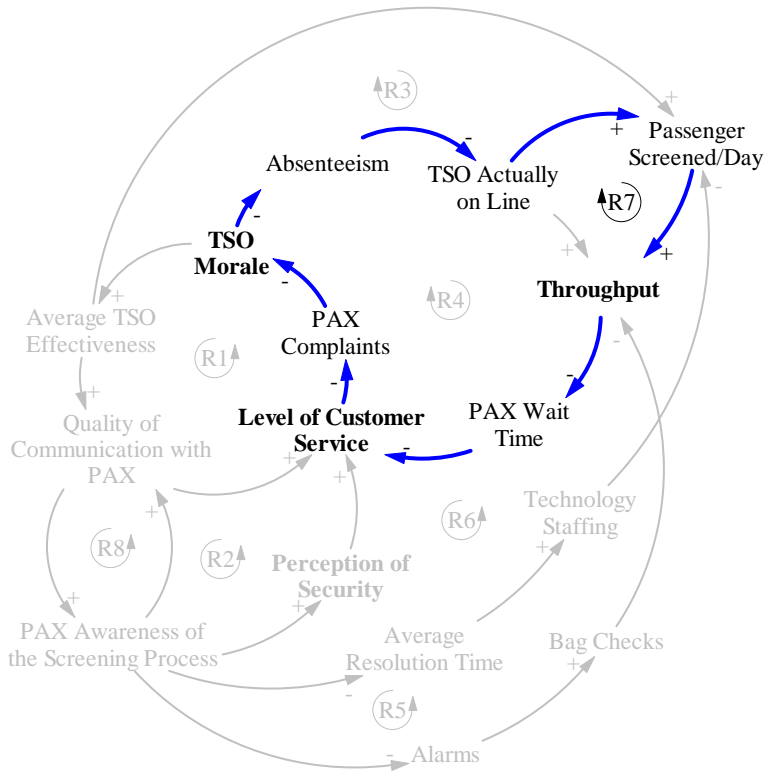 R3
+
Passenger
Screened/Day
-
+
-
Absenteeism
TSO Actually
on Line
R7
-
TSO
Morale
+
+
-
Throughput
+
R4
Average TSO
Effectiveness
PAX
Complaints
-
R1
-
-
+
Quality of
Communication with
PAX
Level of Customer
Service
PAX Wait
Time
-
+
+
Technology
Staffing
+
R8
R2
R6
+
Perception of
Security
+
+
PAX Awareness of
the Screening Process
Average
Resolution Time
Bag Checks
+
-
R5
-
Alarms